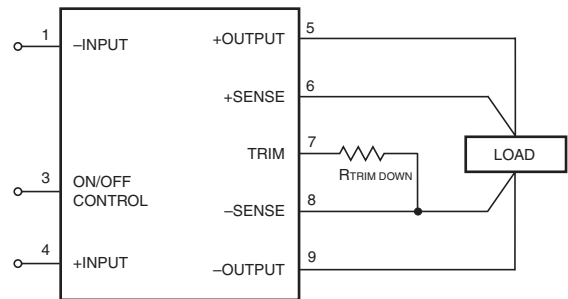 1
–INPUT
3
ON/OFF
CONTROL
4
+INPUT
+OUTPUT
5
+SENSE
6
TRIM
7
RTRIM DOWN
–SENSE
8
–OUTPUT
9
LOAD